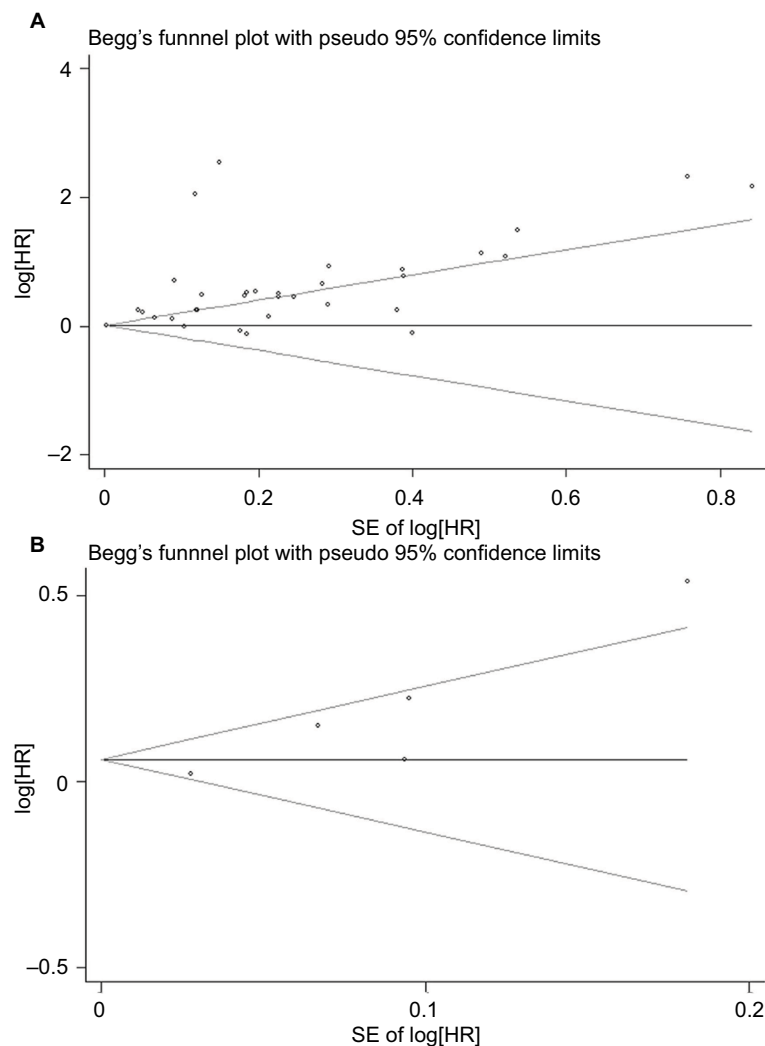 A
Begg's funnnel plot with pseudo 95% confidence limits
4
2
0
–2
log[HR]
0 0.2 0.4 0.6 0.8
SE of log[HR]
B
Begg's funnnel plot with pseudo 95% confidence limits
0.5
0
–0.5
log[HR]
0 0.1 0.2
SE of log[HR]